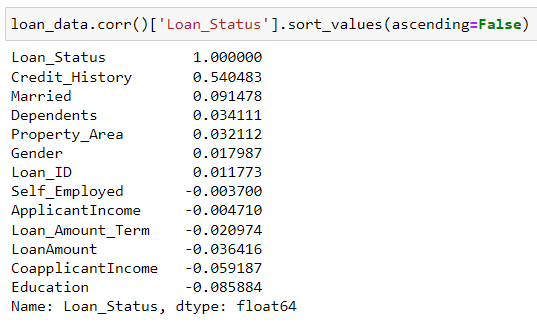 loan_data.corr()['Loan_Status'].sort_values(ascending=False)
Loan_Status 1.000000
Credit_History 0.540483
Married 0.091478
Dependents 0.034111
Property_Area 0.032112
Gender 0.017987
Loan_ID 0.011773
Self_Employed -0.003700
ApplicantIncome -0.004710
Loan_Amount_Term -0.020974
LoanAmount -0.036416
CoapplicantIncome -0.059187
Education -0.085884
Name: Loan_Status, dtype: float64